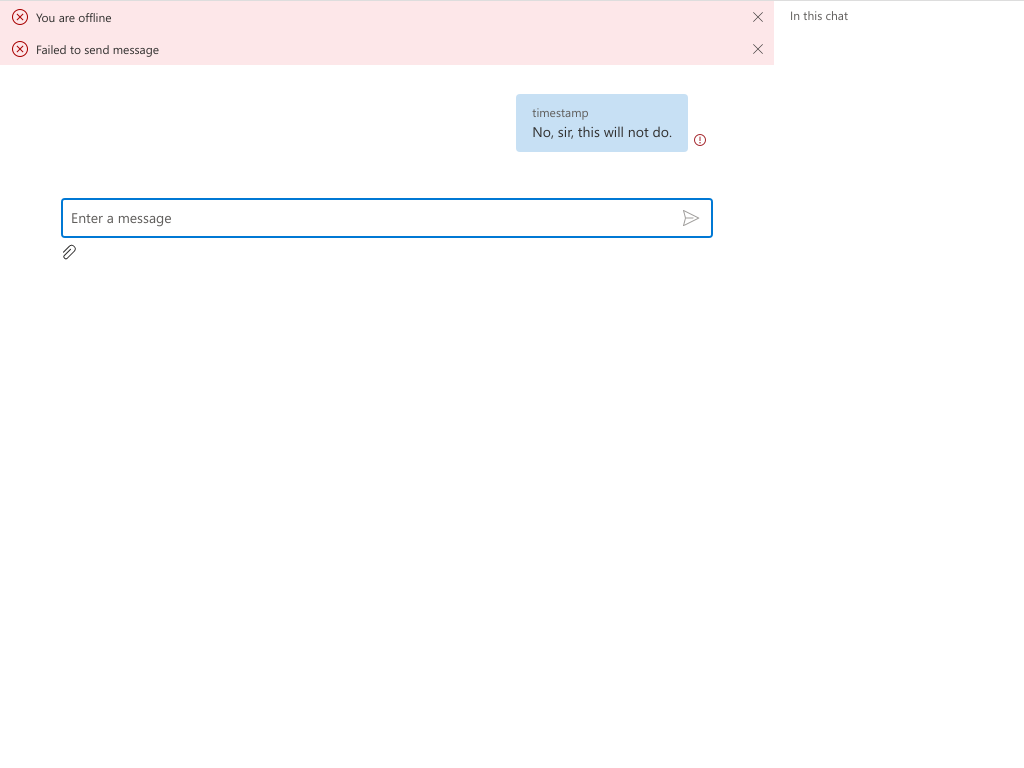 You are offline
Failed to send message
In this chat
timestamp
No, sir, this will not do.
Enter a message